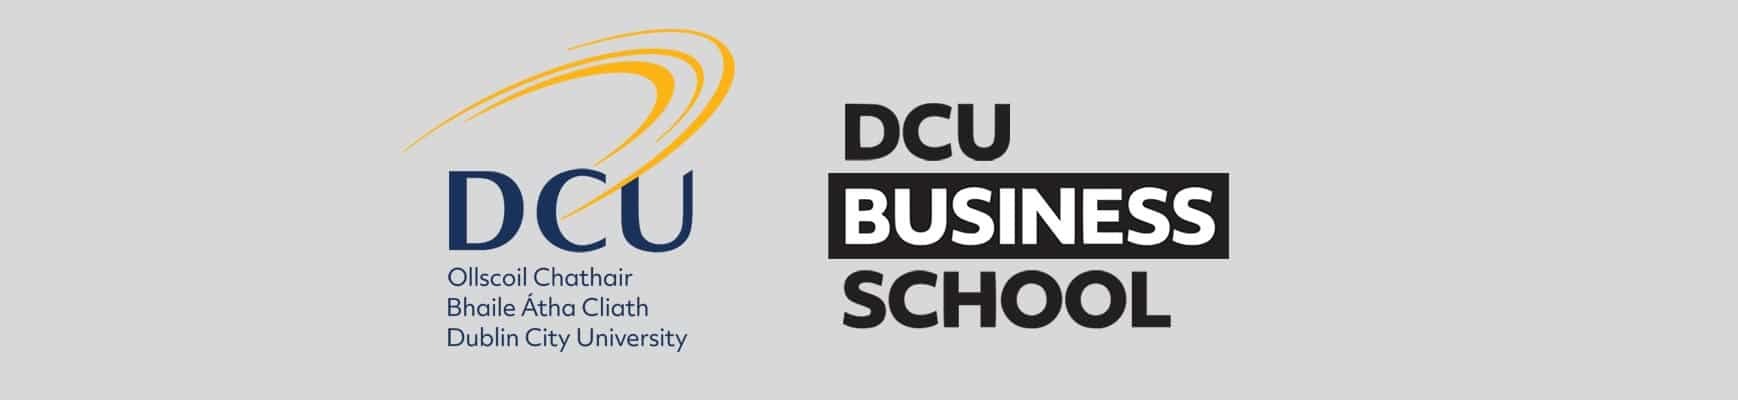 DCU
Ollscoil Chathair
Bhaile Átha Cliath
Dublin City University
DCU
BUSINESS
SCHOOL